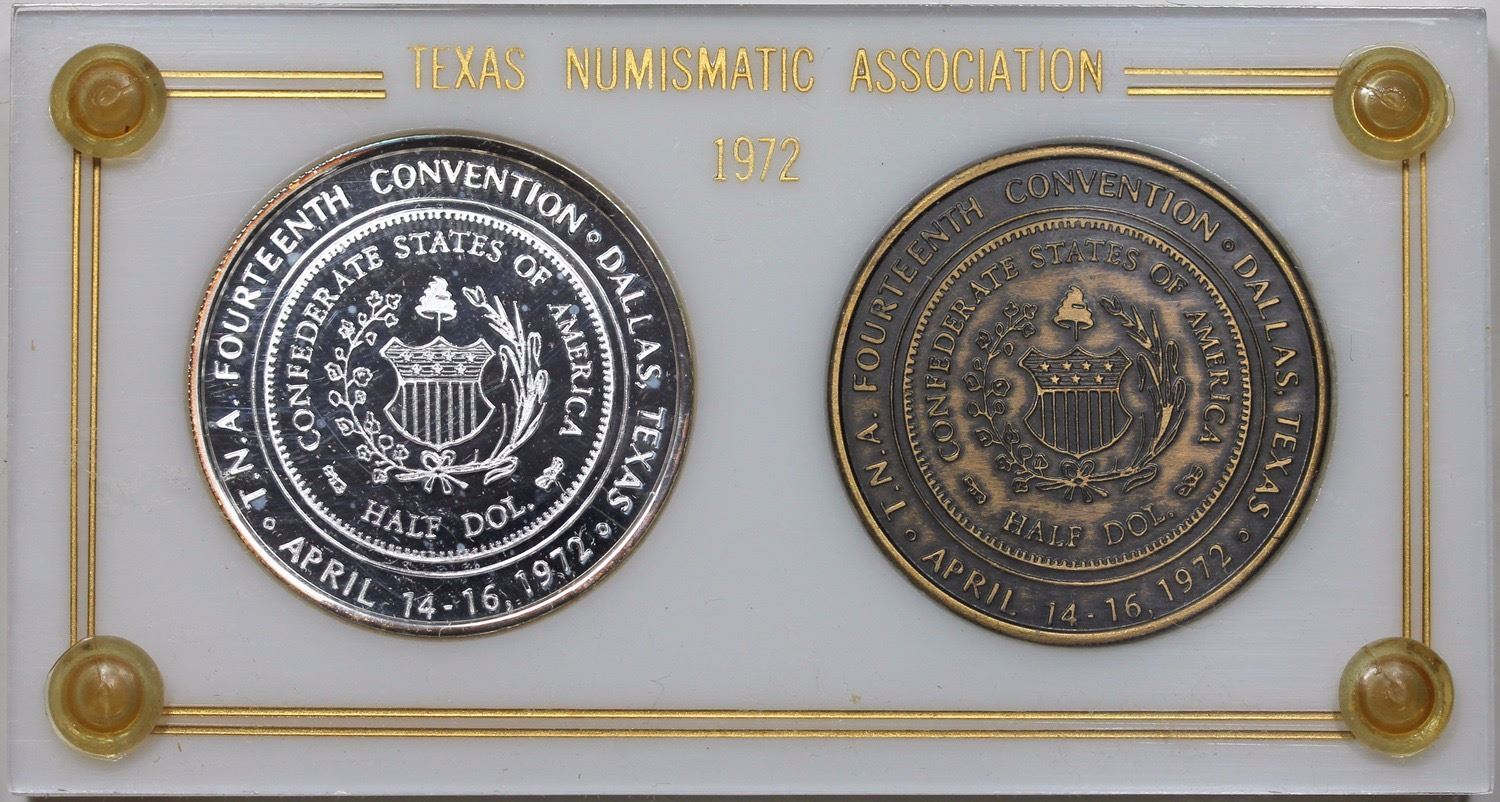 TEXAS NUMISMATIC ASSOCIATION
1972
T.N.A. FOURTEENTH CONVENTION ∘ DALLAS, TEXAS ∘
APRIL 14-16, 1972 ∘
CONFEDERATE STATES OF AMERICA
HALF DOL.
T.N.A. FOURTEENTH CONVENTION ∘ DALLAS, TEXAS ∘
APRIL 14-16, 1972 ∘
CONFEDERATE STATES OF AMERICA
HALF DOL.